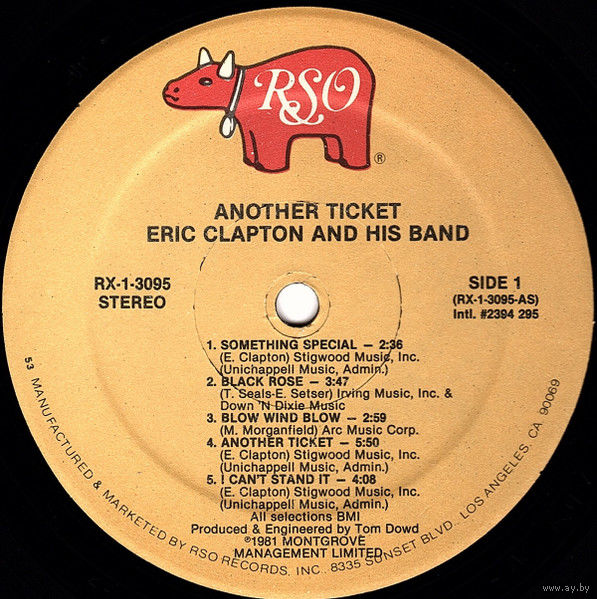 RSO
®
ANOTHER TICKET
ERIC CLAPTON AND HIS BAND
RX-1-3095
STEREO
SIDE 1
(RX-1-3095-AS)
Intl. #2394 295
1. SOMETHING SPECIAL — 2:36
(E. Clapton) Stigwood Music, Inc.
(Unichappell Music, Admin.)
2. BLACK ROSE — 3:47
(T. Seals-E. Setser) Irving Music, Inc. &
Down 'N Dixie Music
3. BLOW WIND BLOW — 2:59
(M. Morganfield) Arc Music Corp.
4. ANOTHER TICKET — 5:50
(E. Clapton) Stigwood Music, Inc.
(Unichappell Music, Admin.)
5. I CAN'T STAND IT — 4:08
(E. Clapton) Stigwood Music, Inc.
(Unichappell Music, Admin.)
All selections BMI
Produced & Engineered by Tom Dowd
℗1981 MONTGROVE
MANAGEMENT LIMITED
53 MANUFACTURED & MARKETED BY RSO RECORDS, INC. 8335 SUNSET BLVD. LOS ANGELES, CA 90069
www.ay.by